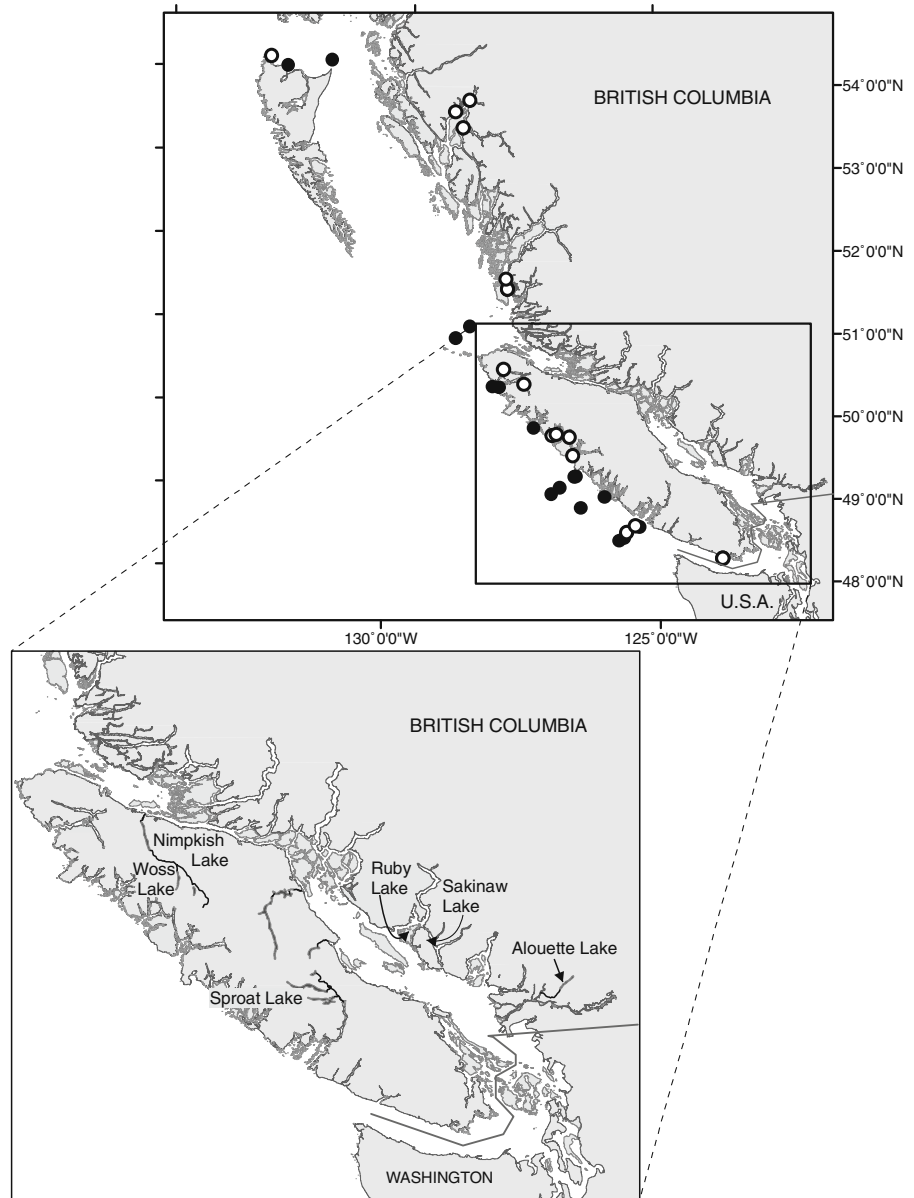 BRITISH COLUMBIA
54°0'0"N
53°0'0"N
52°0'0"N
51°0'0"N
50°0'0"N
49°0'0"N
48°0'0"N
U.S.A.
130°0'0"W
125°0'0"W
BRITISH COLUMBIA
Nimpkish
Lake
Woss
Lake
Ruby
Lake
Sakinaw
Lake
Alouette Lake
Sproat Lake
WASHINGTON